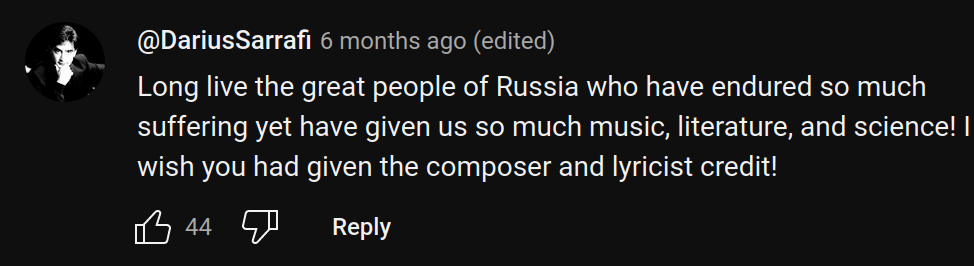 @DariusSarrafi 6 months ago (edited)
Long live the great people of Russia who have endured so much
suffering yet have given us so much music, literature, and science! I
wish you had given the composer and lyricist credit!
44 Reply